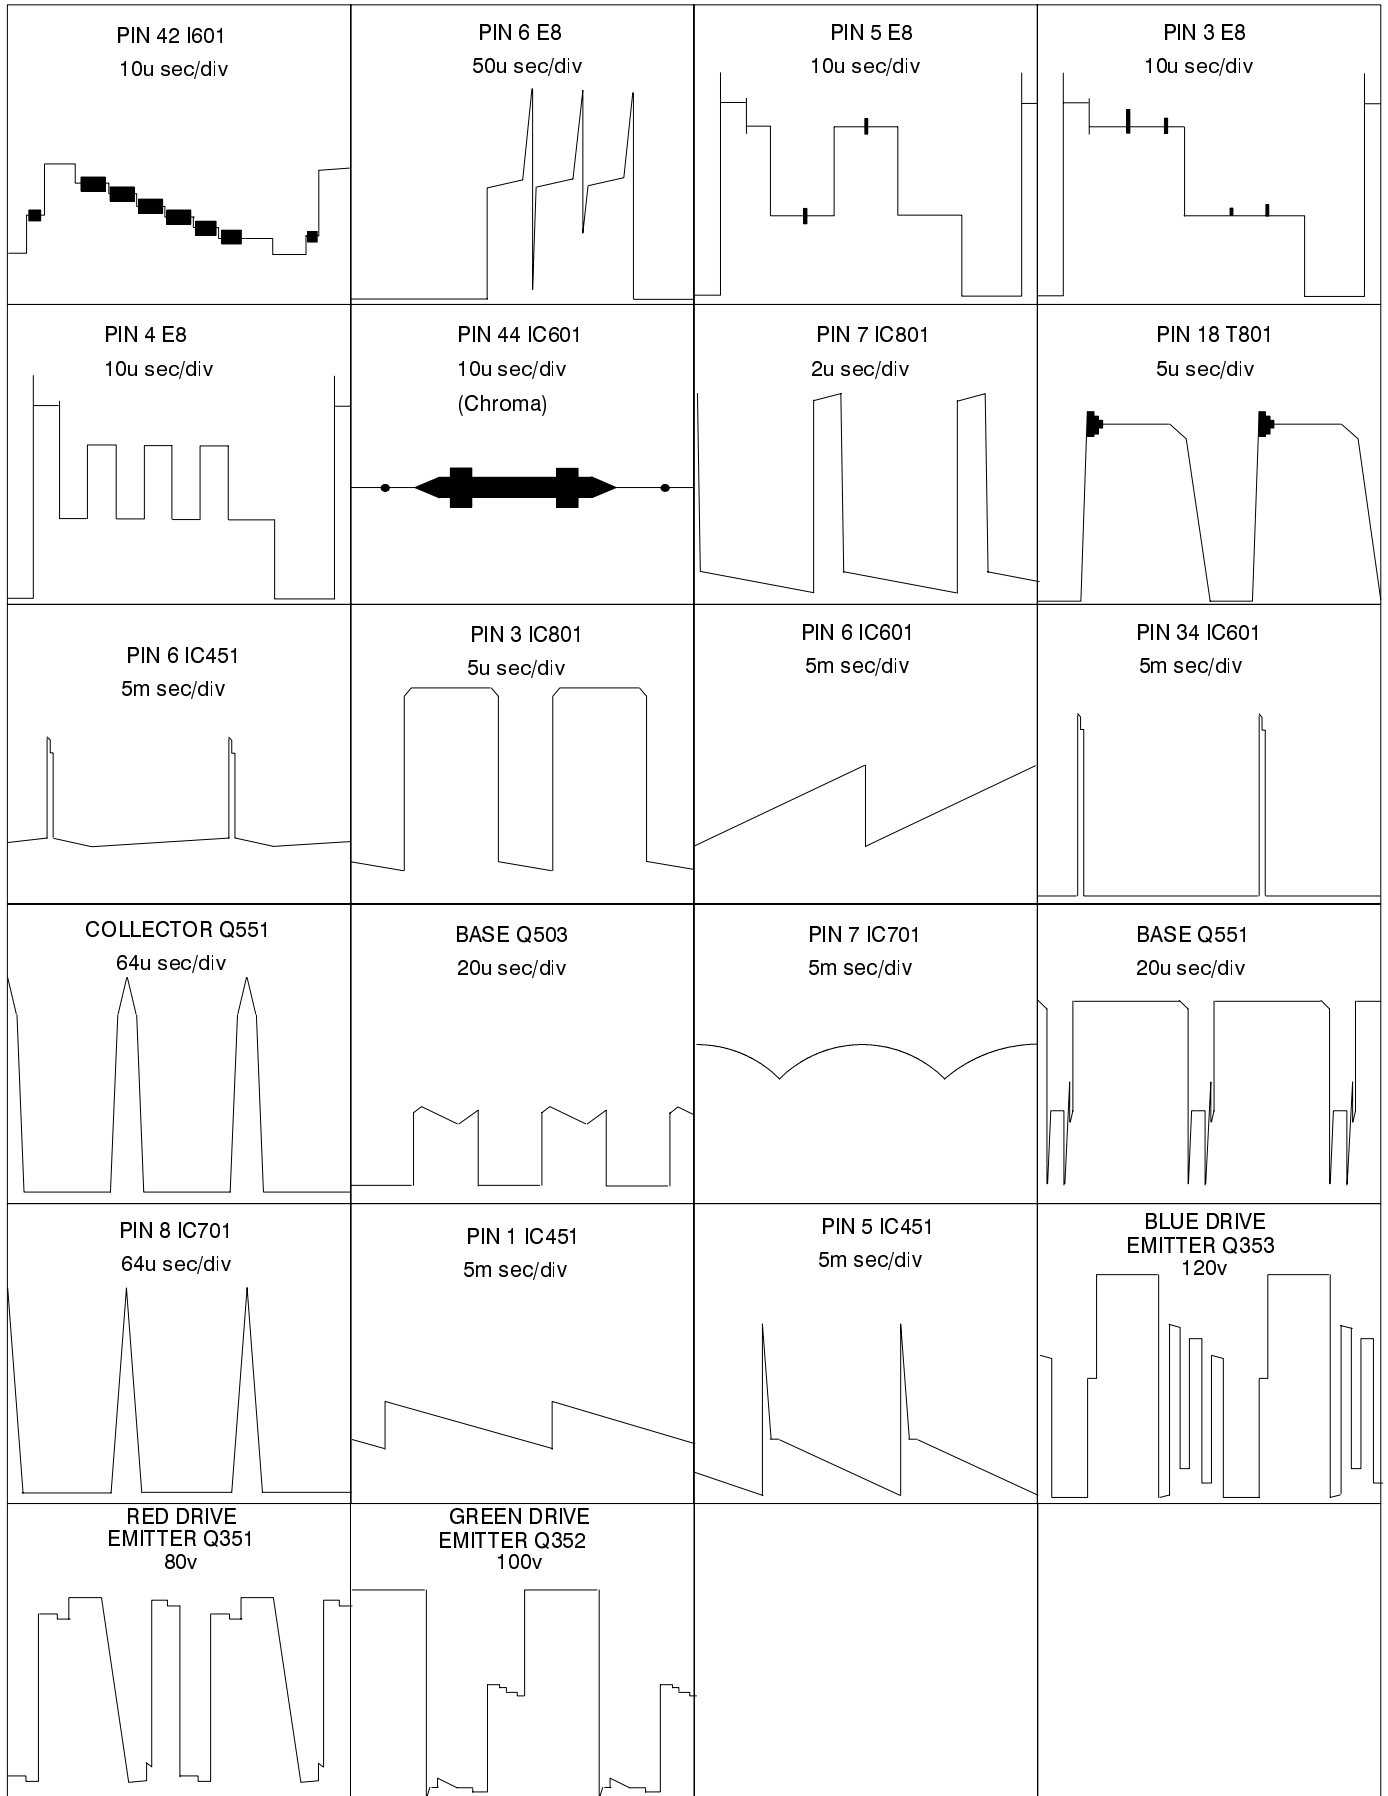 PIN 42 I601
10u sec/div
PIN 6 E8
50u sec/div
PIN 5 E8
10u sec/div
PIN 3 E8
10u sec/div
PIN 4 E8
10u sec/div
PIN 44 IC601
10u sec/div
(Chroma)
PIN 7 IC801
2u sec/div
PIN 18 T801
5u sec/div
PIN 6 IC451
5m sec/div
PIN 3 IC801
5u sec/div
PIN 6 IC601
5m sec/div
PIN 34 IC601
5m sec/div
COLLECTOR Q551
64u sec/div
BASE Q503
20u sec/div
PIN 7 IC701
5m sec/div
BASE Q551
20u sec/div
PIN 8 IC701
64u sec/div
PIN 1 IC451
5m sec/div
PIN 5 IC451
5m sec/div
BLUE DRIVE
EMITTER Q353
120v
RED DRIVE
EMITTER Q351
80v
GREEN DRIVE
EMITTER Q352
100v